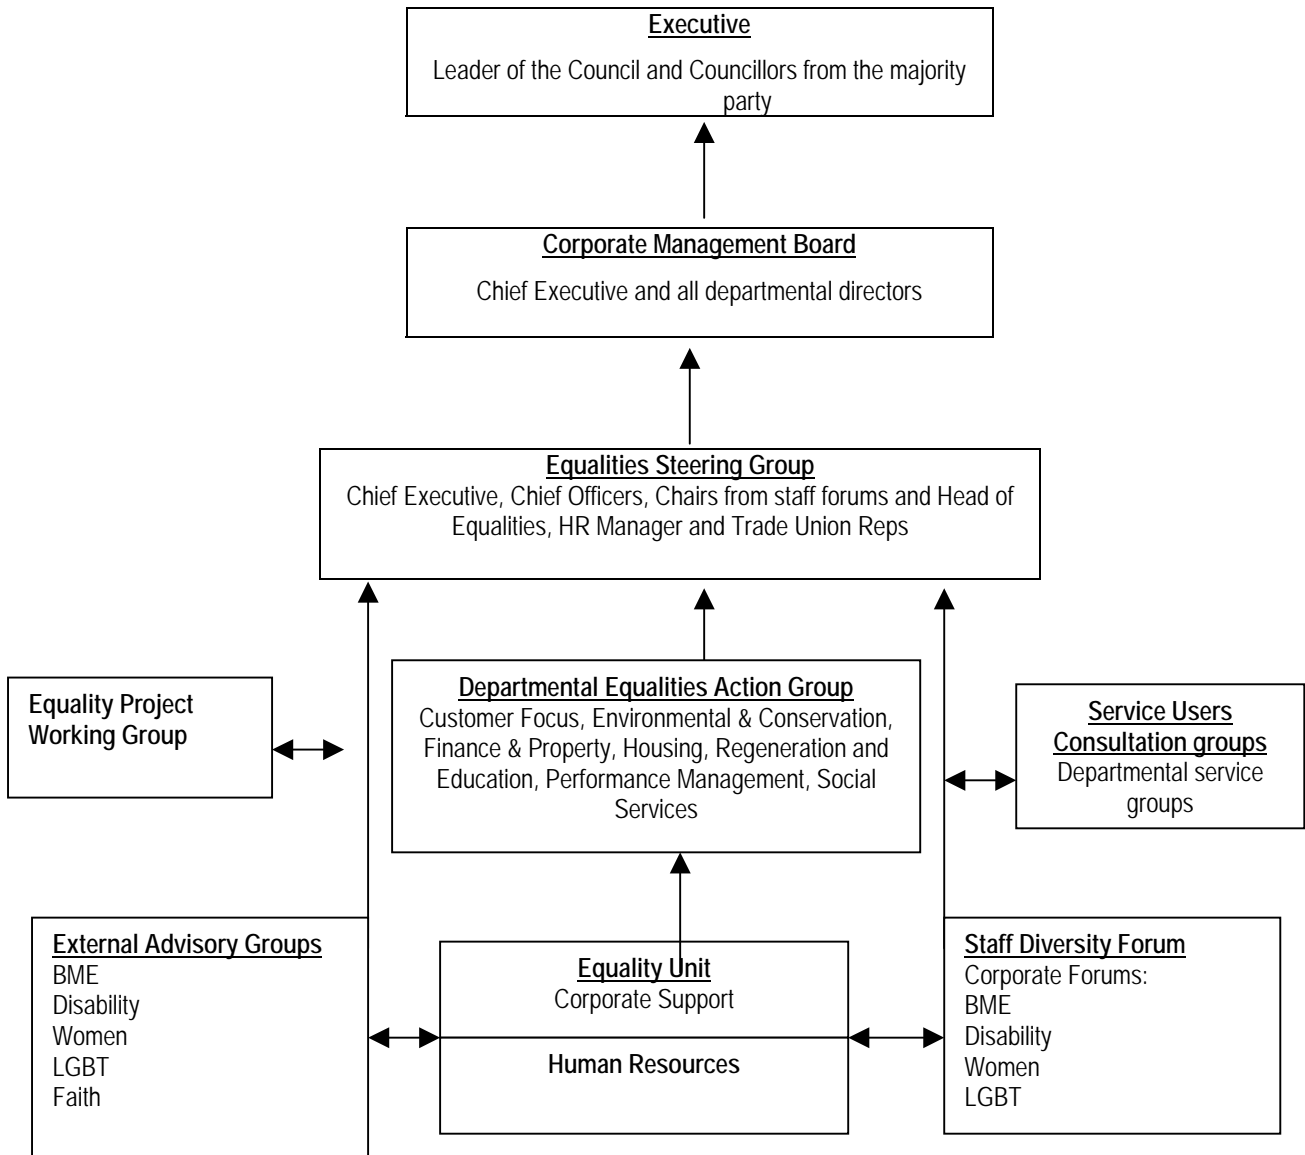 Executive
Leader of the Council and Councillors from the majority
party
Corporate Management Board
Chief Executive and all departmental directors
Equalities Steering Group
Chief Executive, Chief Officers, Chairs from staff forums and Head of
Equalities, HR Manager and Trade Union Reps
Equality Project
Working Group
Departmental Equalities Action Group
Customer Focus, Environmental & Conservation,
Finance & Property, Housing, Regeneration and
Education, Performance Management, Social
Services
Service Users
Consultation groups
Departmental service
groups
External Advisory Groups
BME
Disability
Women
LGBT
Faith
Equality Unit
Corporate Support
Human Resources
Staff Diversity Forum
Corporate Forums:
BME
Disability
Women
LGBT